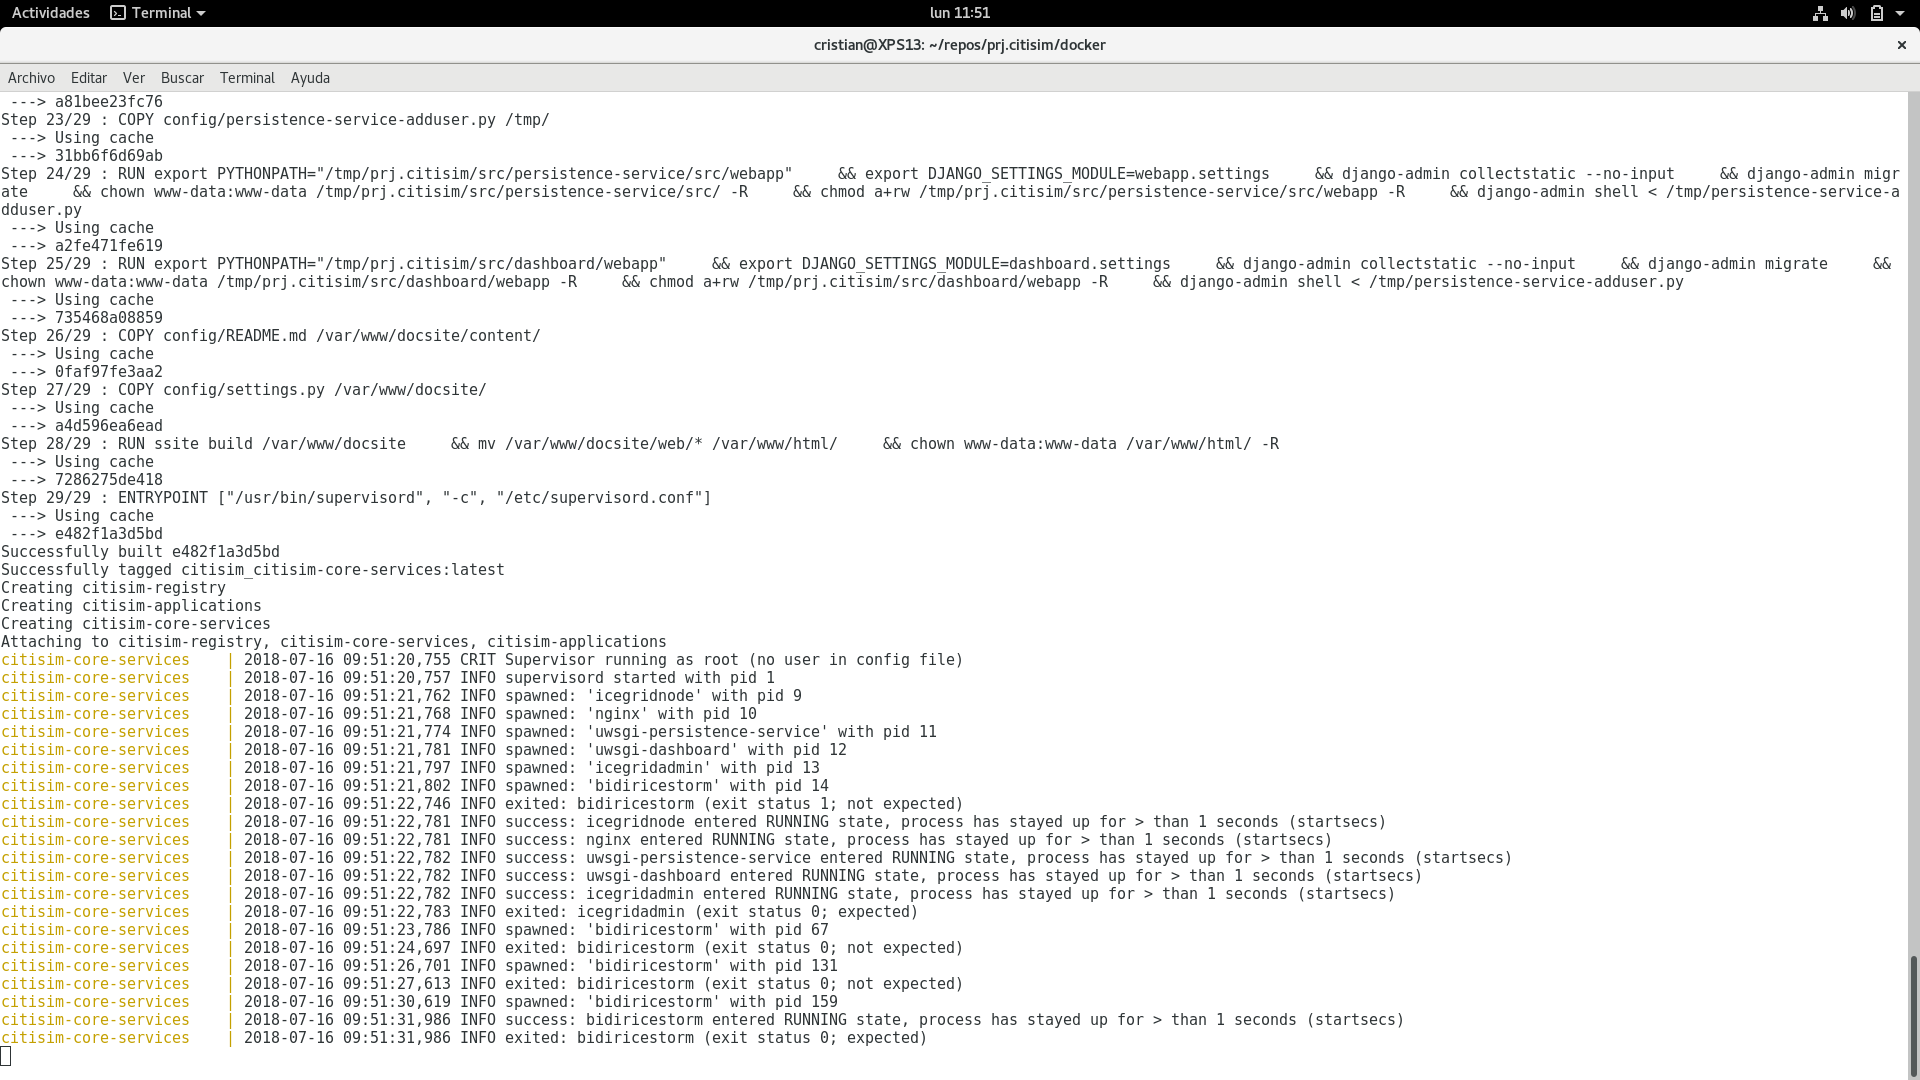 Actividades Terminal lun 11:51
cristian@XPS13: ~/repos/prj.citisim/docker ×
Archivo Editar Ver Buscar Terminal Ayuda
 ---> a81bee23fc76
Step 23/29 : COPY config/persistence-service-adduser.py /tmp/
 ---> Using cache
 ---> 31bb6f6d69ab
Step 24/29 : RUN export PYTHONPATH="/tmp/prj.citisim/src/persistence-service/src/webapp"     && export DJANGO_SETTINGS_MODULE=webapp.settings     && django-admin collectstatic --no-input     && django-admin migr
ate     && chown www-data:www-data /tmp/prj.citisim/src/persistence-service/src/ -R     && chmod a+rw /tmp/prj.citisim/src/persistence-service/src/webapp -R     && django-admin shell < /tmp/persistence-service-a
dduser.py
 ---> Using cache
 ---> a2fe471fe619
Step 25/29 : RUN export PYTHONPATH="/tmp/prj.citisim/src/dashboard/webapp"     && export DJANGO_SETTINGS_MODULE=dashboard.settings     && django-admin collectstatic --no-input     && django-admin migrate     &&
chown www-data:www-data /tmp/prj.citisim/src/dashboard/webapp -R     && chmod a+rw /tmp/prj.citisim/src/dashboard/webapp -R     && django-admin shell < /tmp/persistence-service-adduser.py
 ---> Using cache
 ---> 735468a08859
Step 26/29 : COPY config/README.md /var/www/docsite/content/
 ---> Using cache
 ---> 0faf97fe3aa2
Step 27/29 : COPY config/settings.py /var/www/docsite/
 ---> Using cache
 ---> a4d596ea6ead
Step 28/29 : RUN ssite build /var/www/docsite     && mv /var/www/docsite/web/* /var/www/html/     && chown www-data:www-data /var/www/html/ -R
 ---> Using cache
 ---> 7286275de418
Step 29/29 : ENTRYPOINT ["/usr/bin/supervisord", "-c", "/etc/supervisord.conf"]
 ---> Using cache
 ---> e482f1a3d5bd
Successfully built e482f1a3d5bd
Successfully tagged citisim_citisim-core-services:latest
Creating citisim-registry
Creating citisim-applications
Creating citisim-core-services
Attaching to citisim-registry, citisim-core-services, citisim-applications
citisim-core-services    | 2018-07-16 09:51:20,755 CRIT Supervisor running as root (no user in config file)
citisim-core-services    | 2018-07-16 09:51:20,757 INFO supervisord started with pid 1
citisim-core-services    | 2018-07-16 09:51:21,762 INFO spawned: 'icegridnode' with pid 9
citisim-core-services    | 2018-07-16 09:51:21,768 INFO spawned: 'nginx' with pid 10
citisim-core-services    | 2018-07-16 09:51:21,774 INFO spawned: 'uwsgi-persistence-service' with pid 11
citisim-core-services    | 2018-07-16 09:51:21,781 INFO spawned: 'uwsgi-dashboard' with pid 12
citisim-core-services    | 2018-07-16 09:51:21,797 INFO spawned: 'icegridadmin' with pid 13
citisim-core-services    | 2018-07-16 09:51:21,802 INFO spawned: 'bidiricestorm' with pid 14
citisim-core-services    | 2018-07-16 09:51:22,746 INFO exited: bidiricestorm (exit status 1; not expected)
citisim-core-services    | 2018-07-16 09:51:22,781 INFO success: icegridnode entered RUNNING state, process has stayed up for > than 1 seconds (startsecs)
citisim-core-services    | 2018-07-16 09:51:22,781 INFO success: nginx entered RUNNING state, process has stayed up for > than 1 seconds (startsecs)
citisim-core-services    | 2018-07-16 09:51:22,782 INFO success: uwsgi-persistence-service entered RUNNING state, process has stayed up for > than 1 seconds (startsecs)
citisim-core-services    | 2018-07-16 09:51:22,782 INFO success: uwsgi-dashboard entered RUNNING state, process has stayed up for > than 1 seconds (startsecs)
citisim-core-services    | 2018-07-16 09:51:22,782 INFO success: icegridadmin entered RUNNING state, process has stayed up for > than 1 seconds (startsecs)
citisim-core-services    | 2018-07-16 09:51:22,783 INFO exited: icegridadmin (exit status 0; expected)
citisim-core-services    | 2018-07-16 09:51:23,786 INFO spawned: 'bidiricestorm' with pid 67
citisim-core-services    | 2018-07-16 09:51:24,697 INFO exited: bidiricestorm (exit status 0; not expected)
citisim-core-services    | 2018-07-16 09:51:26,701 INFO spawned: 'bidiricestorm' with pid 131
citisim-core-services    | 2018-07-16 09:51:27,613 INFO exited: bidiricestorm (exit status 0; not expected)
citisim-core-services    | 2018-07-16 09:51:30,619 INFO spawned: 'bidiricestorm' with pid 159
citisim-core-services    | 2018-07-16 09:51:31,986 INFO success: bidiricestorm entered RUNNING state, process has stayed up for > than 1 seconds (startsecs)
citisim-core-services    | 2018-07-16 09:51:31,986 INFO exited: bidiricestorm (exit status 0; expected)